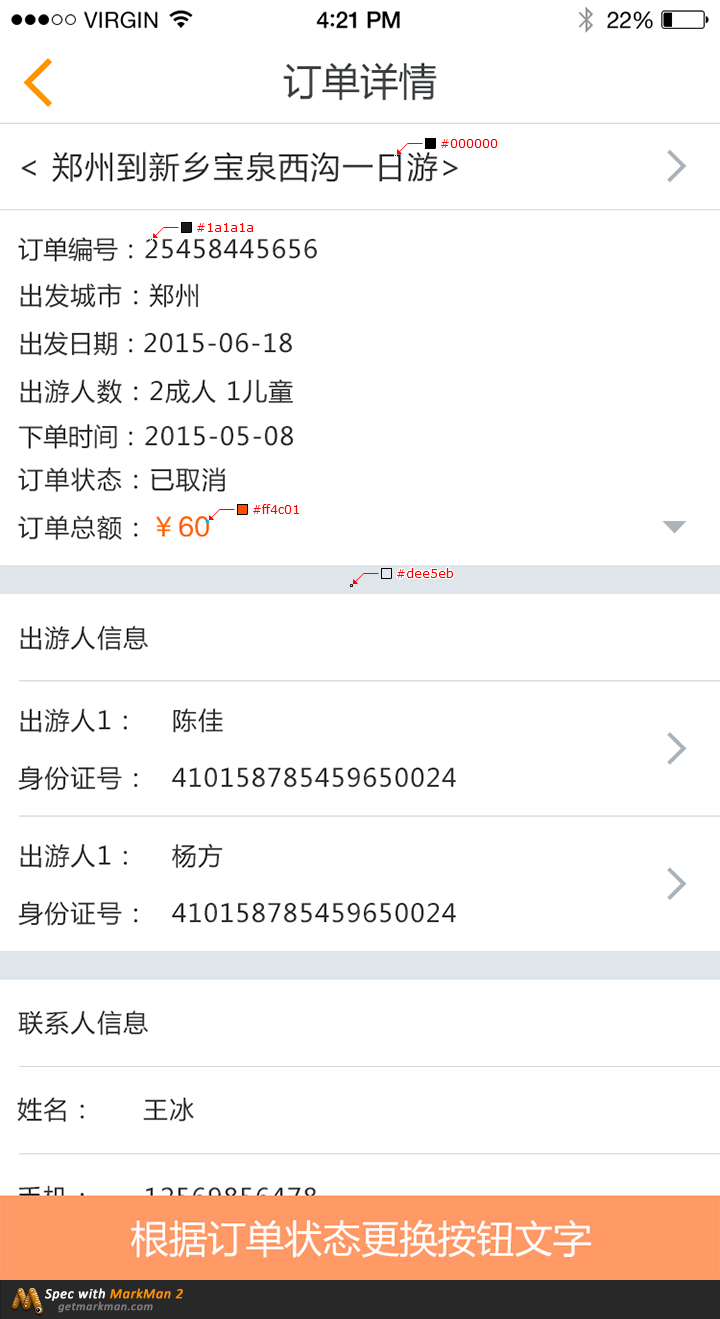 VIRGIN 4:21 PM 22%
订单详情
#000000
< 郑州到新乡宝泉西沟一日游>
#1a1a1a
订单编号：25458445656
出发城市：郑州
出发日期：2015-06-18
出游人数：2成人 1儿童
下单时间：2015-05-08
订单状态：已取消
#ff4c01
订单总额：￥60
#dee5eb
出游人信息
出游人1： 陈佳
身份证号： 410158785459650024
出游人1： 杨方
身份证号： 410158785459650024
联系人信息
姓名： 王冰
手机： 13569856478
根据订单状态更换按钮文字
Spec with MarkMan 2
getmarkman.com